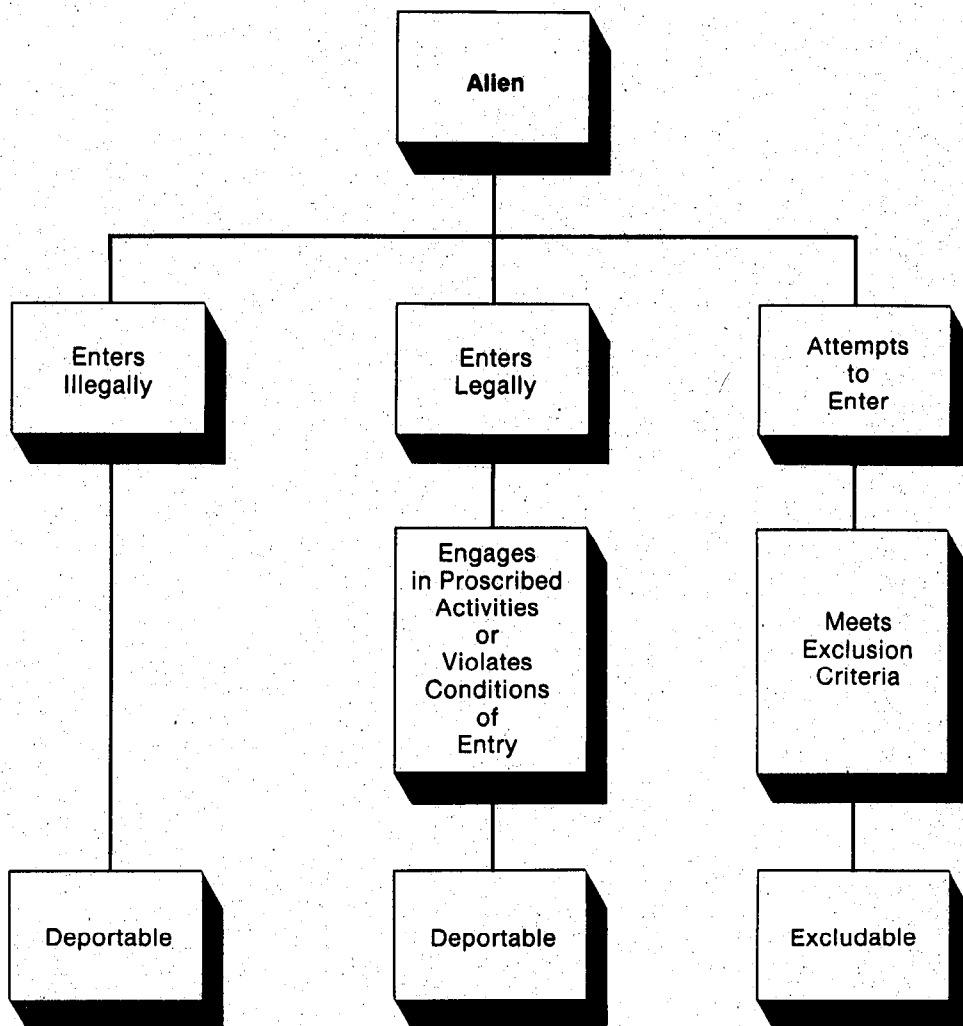 Alien
Enters
Illegally
Enters
Legally
Attempts
to
Enter
Engages
in Proscribed
Activities
or
Violates
Conditions
of
Entry
Meets
Exclusion
Criteria
Deportable
Deportable
Excludable